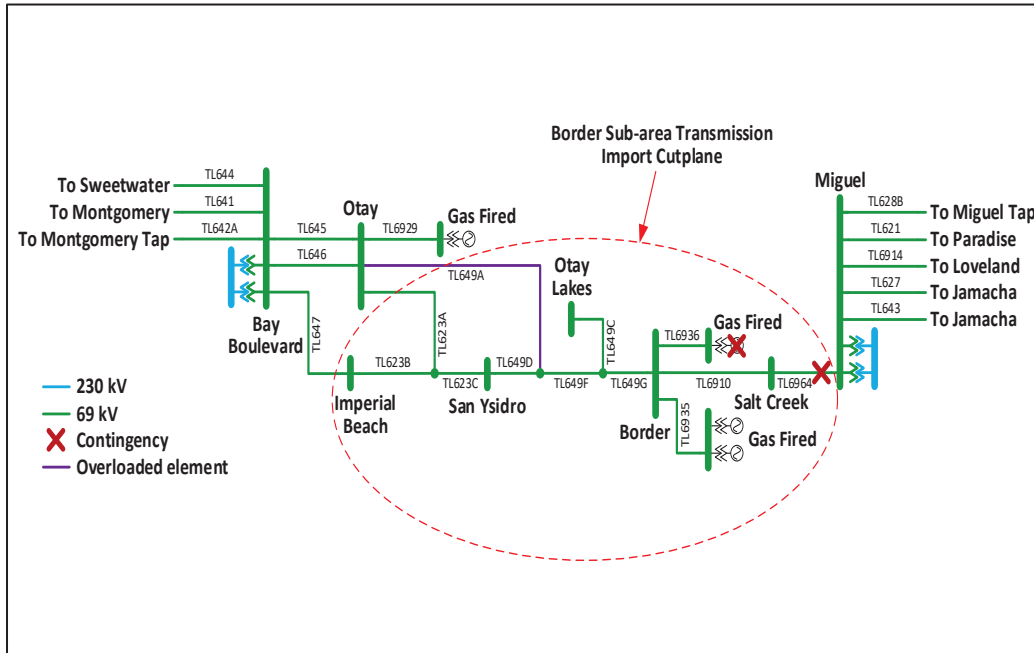 Border Sub-area Transmission
Import Cutplane
Miguel
To Sweetwater
TL644
To Montgomery
TL641
To Montgomery Tap
TL642A
TL645
TL646
Otay
TL6929
Gas Fired
TL649A
TL628B
To Miguel Tap
TL621
To Paradise
TL6914
To Loveland
TL627
To Jamacha
TL643
To Jamacha
Otay
Lakes
Bay
Boulevard
TL647
TL623A
TL649C
TL6936
Gas Fired
TL623B
TL623C
TL649D
TL649F
TL649G
TL6910
TL6964
Imperial
Beach
San Ysidro
Border
Salt Creek
TL6935
Gas Fired
230 kV
69 kV
Contingency
Overloaded element